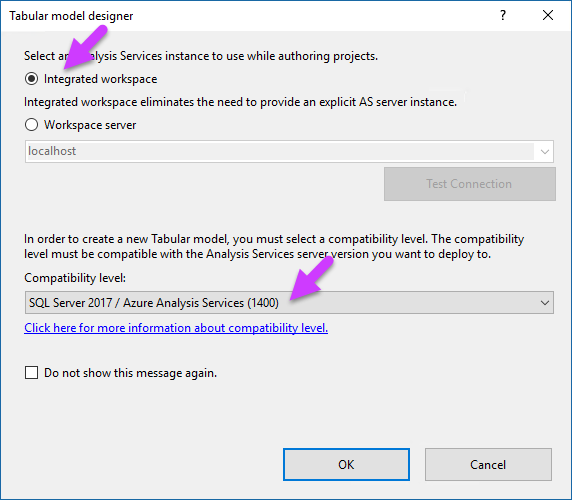 Tabular model designer
Select an Analysis Services instance to use while authoring projects.
Integrated workspace
Integrated workspace eliminates the need to provide an explicit AS server instance.
Workspace server
localhost
Test Connection
In order to create a new Tabular model, you must select a compatibility level. The compatibility
level must be compatible with the Analysis Services server version you want to deploy to.
Compatibility level:
SQL Server 2017 / Azure Analysis Services (1400)
Click here for more information about compatibility level.
Do not show this message again.
OK
Cancel